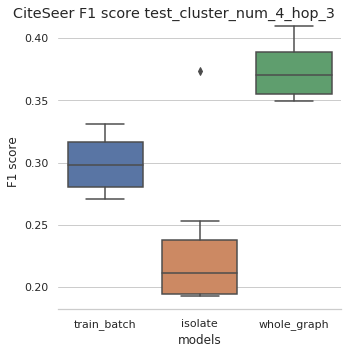 CiteSeer F1 score test_cluster_num_4_hop_3
0.40
0.35
0.30
0.25
0.20
F1 score
train_batch isolate whole_graph
models